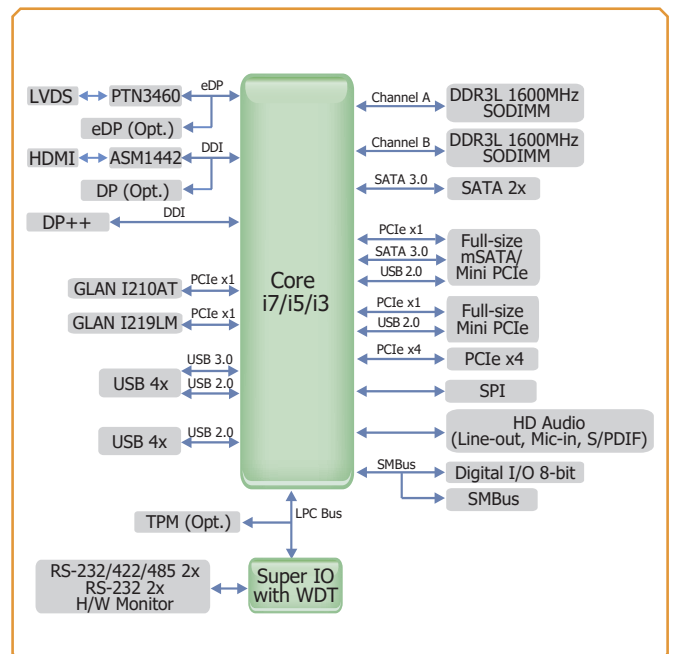 LVDS
PTN3460
eDP
eDP (Opt.)
HDMI
ASM1442
DDI
DP (Opt.)
DP++
DDI
GLAN I210AT
PCIe x1
GLAN I219LM
PCIe x1
USB 4x
USB 3.0
USB 2.0
USB 4x
USB 2.0
Core
i7/i5/i3
Channel A
DDR3L 1600MHz
SODIMM
Channel B
DDR3L 1600MHz
SODIMM
SATA 3.0
SATA 2x
PCIe x1
SATA 3.0
USB 2.0
Full-size
mSATA/
Mini PCIe
PCIe x1
USB 2.0
Full-size
Mini PCIe
PCIe x4
PCIe x4
SPI
HD Audio
(Line-out, Mic-in, S/PDIF)
SMBus
Digital I/O 8-bit
SMBus
LPC Bus
TPM (Opt.)
RS-232/422/485 2x
RS-232 2x
H/W Monitor
Super IO
with WDT